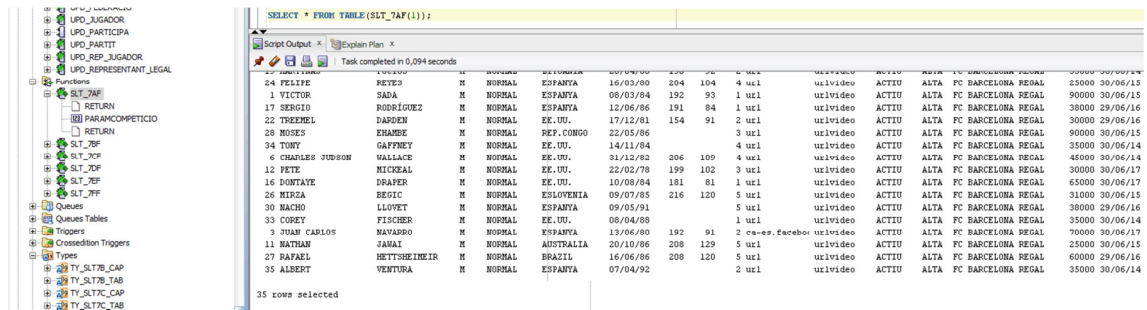 UPD_FEDERACIO
UPD_JUGADOR
UPD_PARTICIPA
UPD_PARTIT
UPD_REP_JUGADOR
UPD_REPRESENTANT_LEGAL
Functions
SLT_7AF
RETURN
PARAMCOMPETICIO
RETURN
SLT_7BF
SLT_7CF
SLT_7DF
SLT_7EF
SLT_7FF
Queues
Queues Tables
Triggers
Crossedition Triggers
Types
TY_SLT7B_CAP
TY_SLT7B_TAB
TY_SLT7C_CAP
TY_SLT7C_TAB
SELECT * FROM TABLE(SLT_7AF(1));
Script Output x Explain Plan x
Task completed in 0,094 seconds
24 FELIPE REYES M NORMAL ESPANYA 16/03/80 204 104 4 url urlvideo ACTIU ALTA FC BARCELONA REGAL 25000 30/06/15
1 VICTOR SADA M NORMAL ESPANYA 08/03/84 192 93 1 url urlvideo ACTIU ALTA FC BARCELONA REGAL 90000 30/06/15
17 SERGIO RODRÍGUEZ M NORMAL ESPANYA 12/06/86 191 84 1 url urlvideo ACTIU ALTA FC BARCELONA REGAL 38000 29/06/16
22 TREEMEL DARDEN M NORMAL EE.UU. 17/12/81 154 91 2 url urlvideo ACTIU ALTA FC BARCELONA REGAL 30000 29/06/16
28 MOSES EHAMBE M NORMAL REP.CONGO 22/05/86 3 url urlvideo ACTIU ALTA FC BARCELONA REGAL 90000 30/06/15
34 TONY GAFFNEY M NORMAL EE.UU. 14/11/84 4 url urlvideo ACTIU ALTA FC BARCELONA REGAL 35000 30/06/14
6 CHARLES JUDSON WALLACE M NORMAL EE.UU. 31/12/82 206 109 4 url urlvideo ACTIU ALTA FC BARCELONA REGAL 45000 30/06/14
12 PETE MICKEAL M NORMAL EE.UU. 22/02/78 199 102 3 url urlvideo ACTIU ALTA FC BARCELONA REGAL 30000 30/06/17
16 DONTAYE DRAPER M NORMAL EE.UU. 10/08/84 181 81 1 url urlvideo ACTIU ALTA FC BARCELONA REGAL 65000 30/06/17
26 MIRZA BEGIC M NORMAL ESLOVENIA 09/07/85 216 120 5 url urlvideo ACTIU ALTA FC BARCELONA REGAL 31000 30/06/15
30 NACHO LLOVET M NORMAL ESPANYA 09/05/91 5 url urlvideo ACTIU ALTA FC BARCELONA REGAL 38000 29/06/16
33 COREY FISCHER M NORMAL EE.UU. 08/04/88 1 url urlvideo ACTIU ALTA FC BARCELONA REGAL 35000 30/06/14
3 JUAN CARLOS NAVARRO M NORMAL ESPANYA 13/06/80 192 91 2 ca-es.faceboo urlvideo ACTIU ALTA FC BARCELONA REGAL 70000 30/06/17
11 NATHAN JAWAI M NORMAL AUSTRALIA 20/10/86 208 129 5 url urlvideo ACTIU ALTA FC BARCELONA REGAL 25000 30/06/15
27 RAFAEL HETTSHEIMEIR M NORMAL BRAZIL 16/06/86 208 120 5 url urlvideo ACTIU ALTA FC BARCELONA REGAL 60000 29/06/16
35 ALBERT VENTURA M NORMAL ESPANYA 07/04/92 2 url urlvideo ACTIU ALTA FC BARCELONA REGAL 35000 30/06/14
35 rows selected